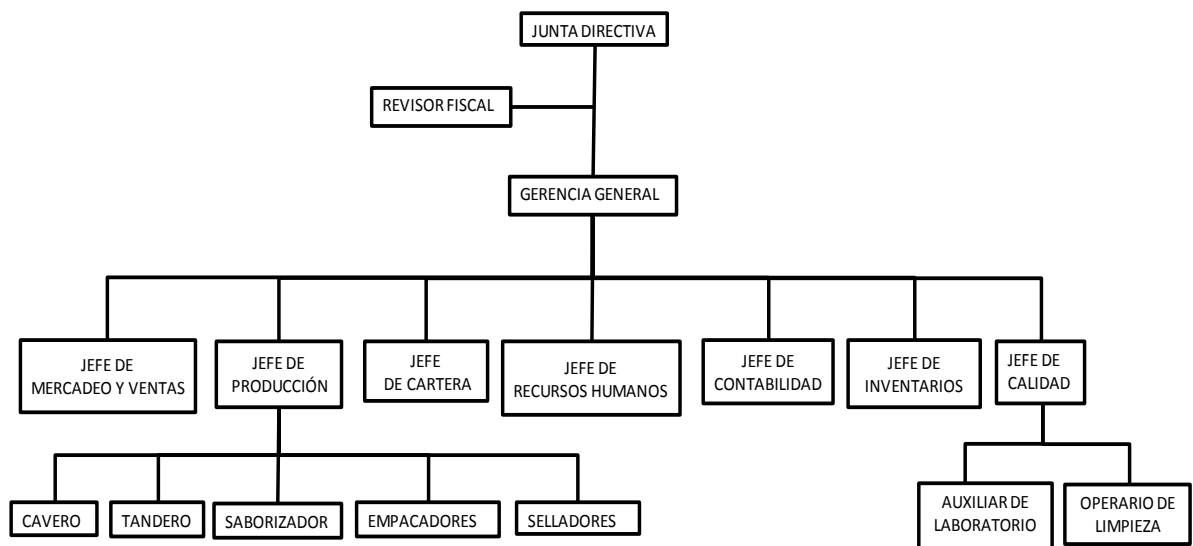 JUNTA DIRECTIVA
REVISOR FISCAL
GERENCIA GENERAL
JEFE DE
MERCADEO Y VENTAS
JEFE DE
PRODUCCIÓN
JEFE
DE CARTERA
JEFE DE
RECURSOS HUMANOS
JEFE DE
CONTABILIDAD
JEFE DE
INVENTARIOS
JEFE DE
CALIDAD
CAVERO
TANDERO
SABORIZADOR
EMPACADORES
SELLADORES
AUXILIAR DE
LABORATORIO
OPERARIO DE
LIMPIEZA